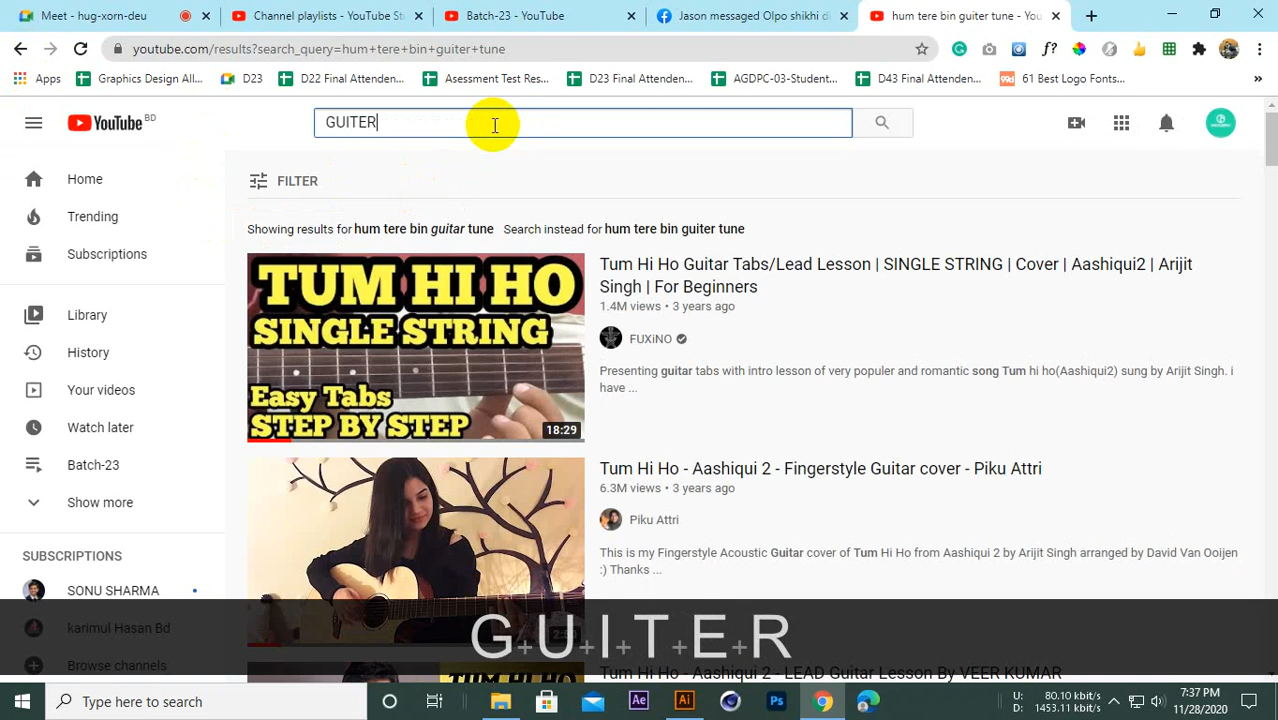 Meet - xgg-xorn-deu
Channel playlists - YouTube St
Batch-23 - YouTube
Jason messaged Olpo shikhi di
hum tere bin guiter tune - You
youtube.com/results?search_query=hum+tere+bin+guiter+tune
Apps
Graphics Design All...
D23
D22 Final Attenden...
Asessment Test Res...
D23 Final Attenden...
AGDPC-03-Student...
D43 Final Attenden...
61 Best Logo Fonts...
YouTube BD
GUITER
Home
Trending
Subscriptions
Library
History
Your videos
Watch later
Batch-23
Show more
SUBSCRIPTIONS
SONU SHARMA
karimul Hasan Bd
Browse channels
FILTER
Showing results for hum tere bin guitar tune Search instead for hum tere bin guiter tune
TUM HI HO
SINGLE STRING
Easy Tabs
STEP BY STEP
18:29
Tum Hi Ho Guitar Tabs/Lead Lesson | SINGLE STRING | Cover | Aashiqui2 | Arijit
Singh | For Beginners
1.4M views • 3 years ago
FUXiNO
Presenting guitar tabs with intro lesson of very populer and romantic song Tum hi ho(Aashiqui2) sung by Arijit Singh. i
have ...
Tum Hi Ho - Aashiqui 2 - Fingerstyle Guitar cover - Piku Attri
6.3M views • 3 years ago
Piku Attri
This is my Fingerstyle Acoustic Guitar cover of Tum Hi Ho from Aashiqui 2 by Arijit Singh arranged by David Van Ooijen
:) Thanks ...
G+U+I+T+E+R
Tum Hi Ho - Aashiqui 2 - LEAD Guitar Lesson By VEER KUMAR
Type here to search
U: 80.10 kbit/s
D: 1453.11 kbit/s
7:37 PM
11/28/2020